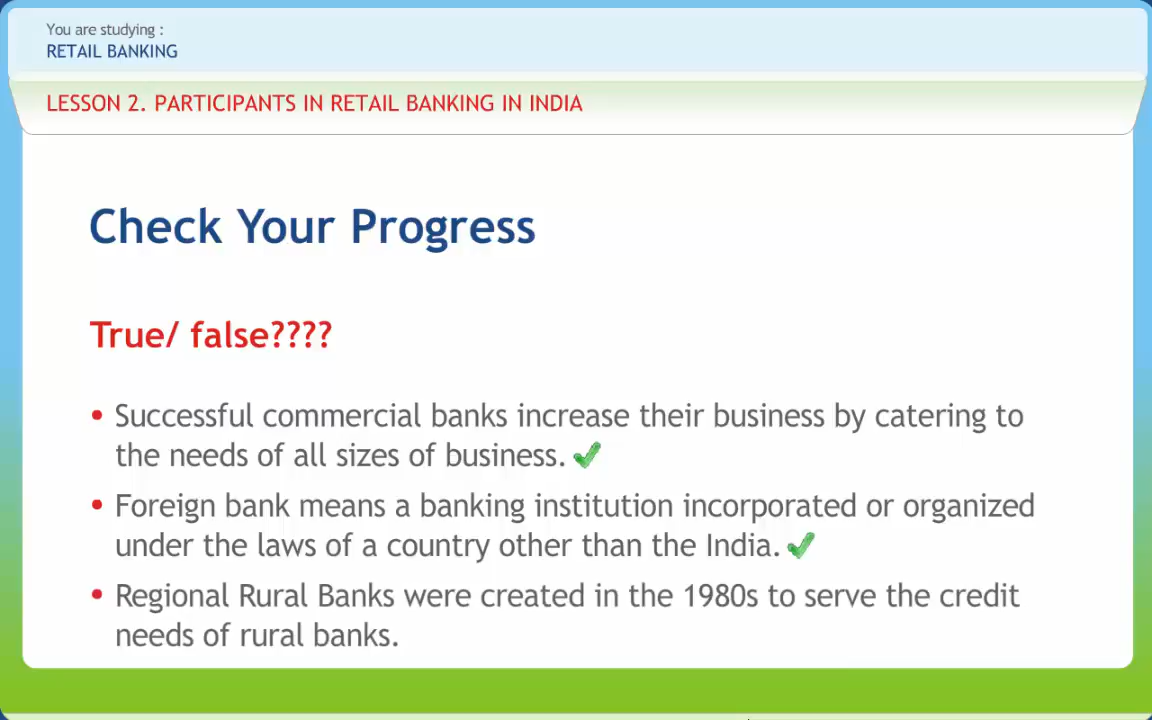 You are studying :
RETAIL BANKING
LESSON 2. PARTICIPANTS IN RETAIL BANKING IN INDIA
Check Your Progress
True/ false????
• Successful commercial banks increase their business by catering to
the needs of all sizes of business.
• Foreign bank means a banking institution incorporated or organized
under the laws of a country other than the India.
• Regional Rural Banks were created in the 1980s to serve the credit
needs of rural banks.